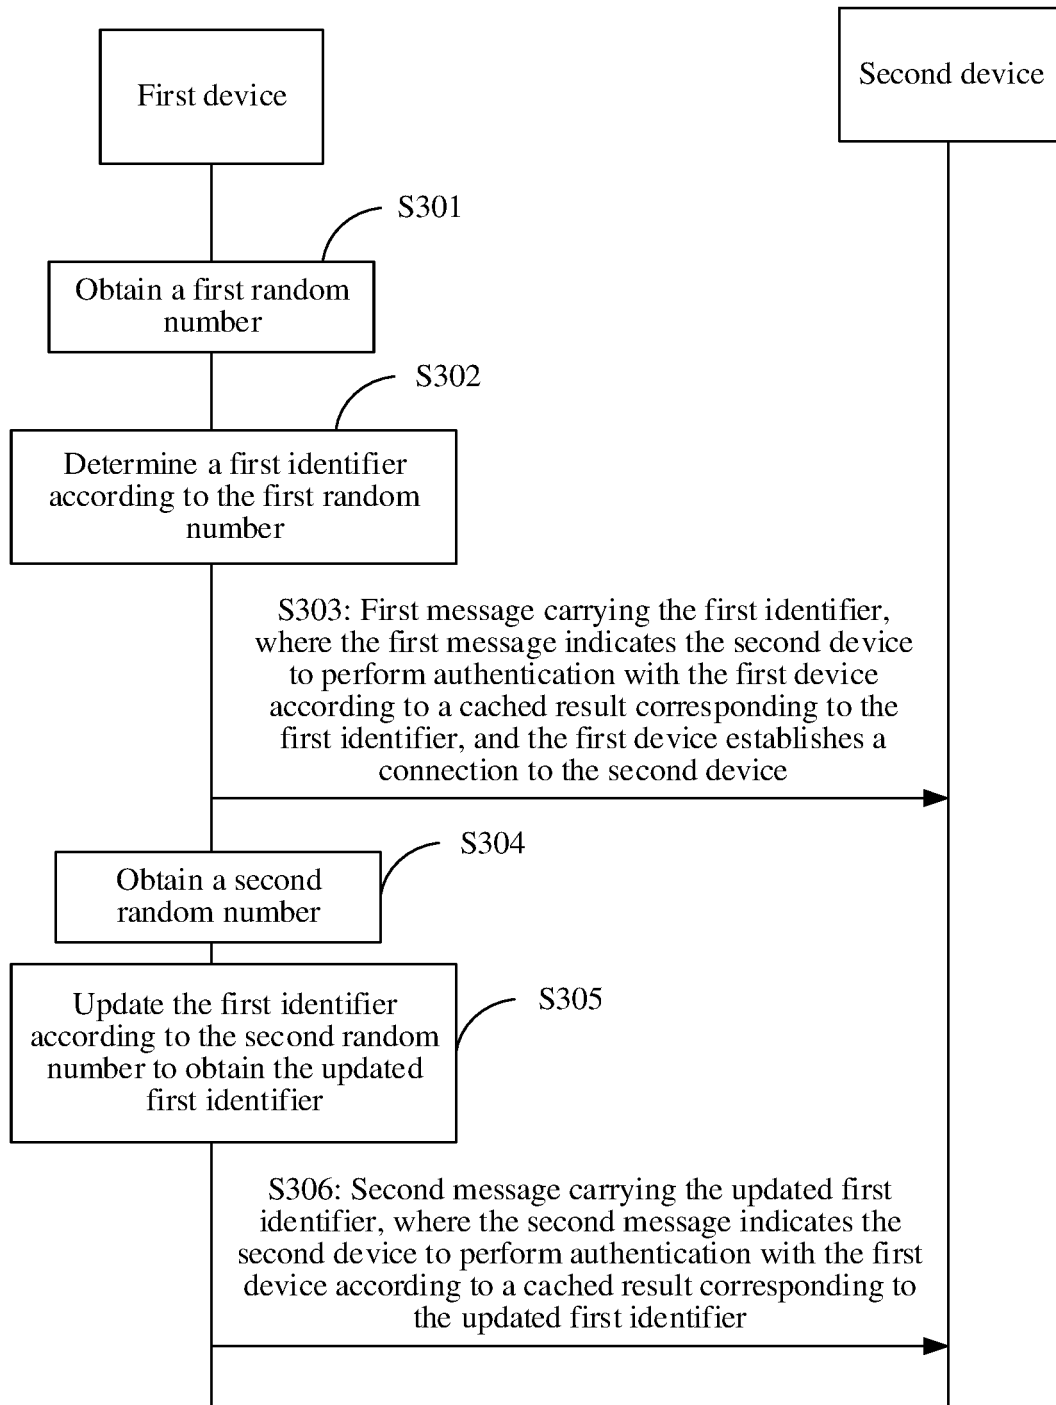 First device
Second device
S301
Obtain a first random
number
S302
Determine a first identifier
according to the first random
number
S303: First message carrying the first identifier,
where the first message indicates the second device
to perform authentication with the first device
according to a cached result corresponding to the
first identifier, and the first device establishes a
connection to the second device
S304
Obtain a second
random number
S305
Update the first identifier
according to the second random
number to obtain the updated
first identifier
S306: Second message carrying the updated first
identifier, where the second message indicates the
second device to perform authentication with the first
device according to a cached result corresponding to
the updated first identifier